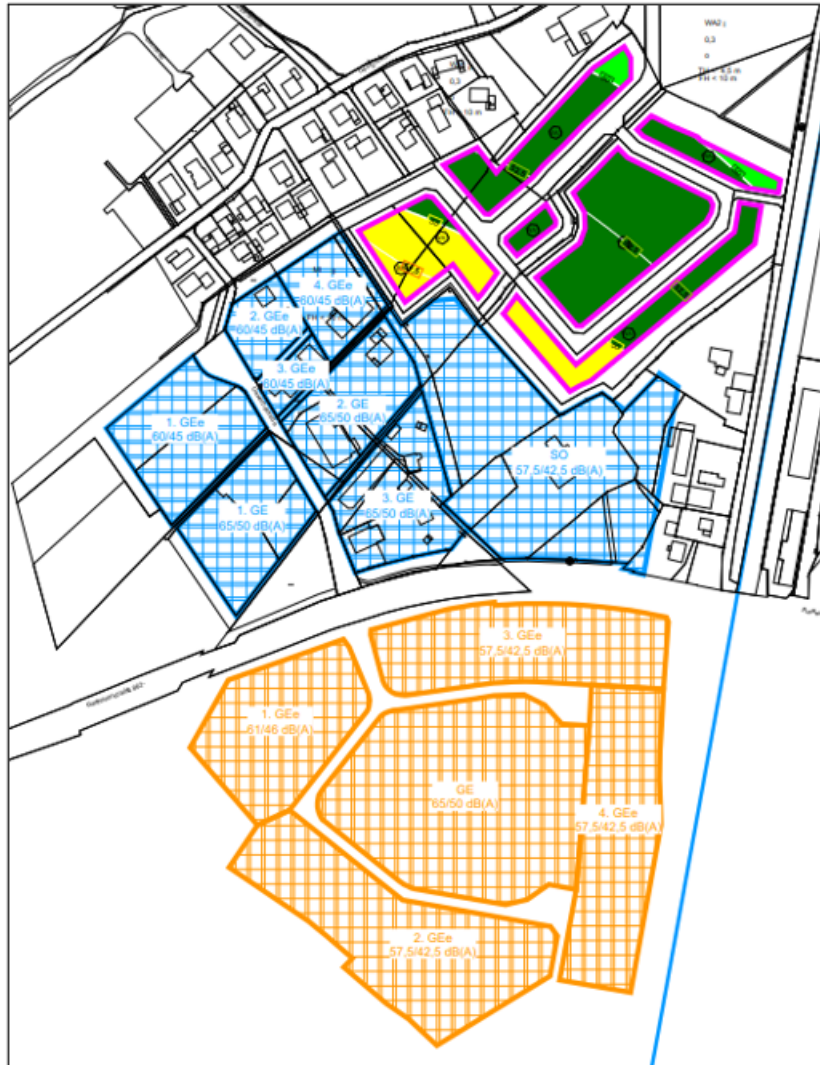 WA2
0,3
o
TH < 6,5 m
FH < 10 m
0,3
4. GEe
60/45 dB(A)
2. GEe
60/45 dB(A)
3. GEe
60/45 dB(A)
2. GE
65/50 dB(A)
1. GEe
60/45 dB(A)
SO
57,5/42,5 dB(A)
3. GE
65/50 dB(A)
1. GE
65/50 dB(A)
3. GEe
57,5/42,5 dB(A)
1. GEe
61/46 dB(A)
GE
65/50 dB(A)
4. GEe
57,5/42,5 dB(A)
2. GEe
57,5/42,5 dB(A)